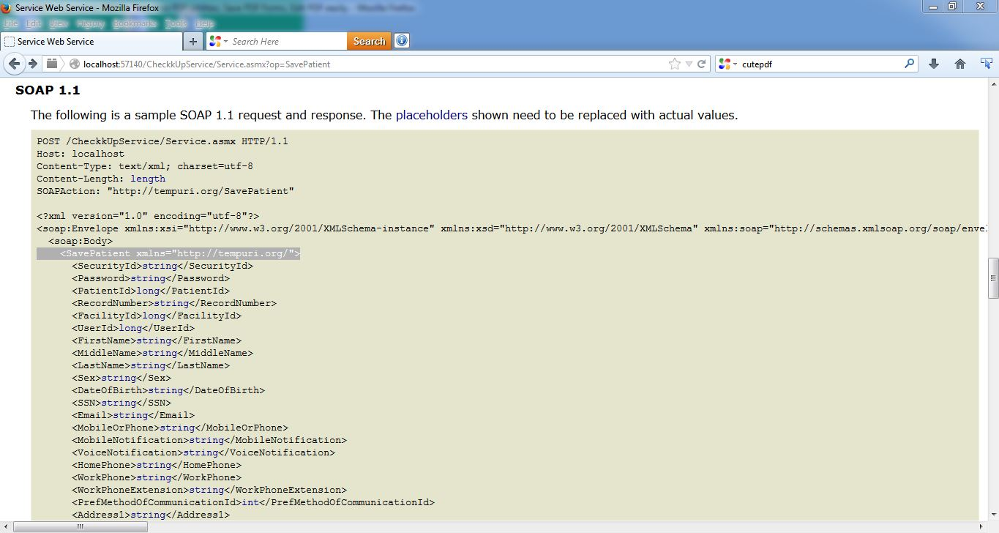 Service Web Service - Mozilla Firefox
File Edit View History Bookmarks Tools Help
Service Web Service
+
Search Here
Search
localhost:57140/CheckkUpService/Service.asmx?op=SavePatient
cutepdf
SOAP 1.1
The following is a sample SOAP 1.1 request and response. The placeholders shown need to be replaced with actual values.
POST /CheckkUpService/Service.asmx HTTP/1.1
Host: localhost
Content-Type: text/xml; charset=utf-8
Content-Length: length
SOAPAction: "http://tempuri.org/SavePatient"
<?xml version="1.0" encoding="utf-8"?>
<soap:Envelope xmlns:xsi="http://www.w3.org/2001/XMLSchema-instance" xmlns:xsd="http://www.w3.org/2001/XMLSchema" xmlns:soap="http://schemas.xmlsoap.org/soap/envel
<soap:Body>
<SavePatient xmlns="http://tempuri.org/">
<SecurityId>string</SecurityId>
<Password>string</Password>
<PatientId>long</PatientId>
<RecordNumber>string</RecordNumber>
<FacilityId>long</FacilityId>
<UserId>long</UserId>
<FirstName>string</FirstName>
<MiddleName>string</MiddleName>
<LastName>string</LastName>
<Sex>string</Sex>
<DateOfBirth>string</DateOfBirth>
<SSN>string</SSN>
<Email>string</Email>
<MobileOrPhone>string</MobileOrPhone>
<MobileNotification>string</MobileNotification>
<VoiceNotification>string</VoiceNotification>
<HomePhone>string</HomePhone>
<WorkPhone>string</WorkPhone>
<WorkPhoneExtension>string</WorkPhoneExtension>
<PrefMethodOfCommunicationId>int</PrefMethodOfCommunicationId>
<Address1>string</Address1>